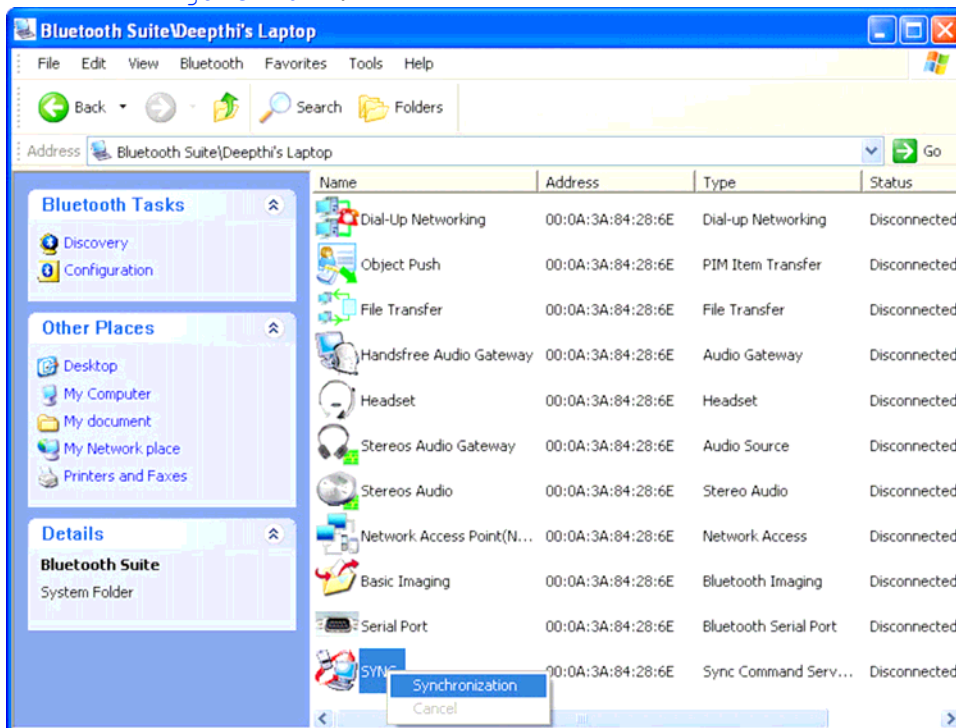 Bluetooth Suite\Deepthi's Laptop
File Edit View Bluetooth Favorites Tools Help
Back Search Folders
Address Bluetooth Suite\Deepthi's Laptop Go
Bluetooth Tasks
Discovery
Configuration
Other Places
Desktop
My Computer
My document
My Network place
Printers and Faxes
Details
Bluetooth Suite
System Folder
Name Address Type Status
Dial-Up Networking 00:0A:3A:84:28:6E Dial-up Networking Disconnected
Object Push 00:0A:3A:84:28:6E PIM Item Transfer Disconnected
File Transfer 00:0A:3A:84:28:6E File Transfer Disconnected
Handsfree Audio Gateway 00:0A:3A:84:28:6E Audio Gateway Disconnected
Headset 00:0A:3A:84:28:6E Headset Disconnected
Stereos Audio Gateway 00:0A:3A:84:28:6E Audio Source Disconnected
Stereos Audio 00:0A:3A:84:28:6E Stereo Audio Disconnected
Network Access Point(N... 00:0A:3A:84:28:6E Network Access Disconnected
Basic Imaging 00:0A:3A:84:28:6E Bluetooth Imaging Disconnected
Serial Port 00:0A:3A:84:28:6E Bluetooth Serial Port Disconnected
SYNC 00:0A:3A:84:28:6E Sync Command Serv... Disconnected
Synchronization
Cancel